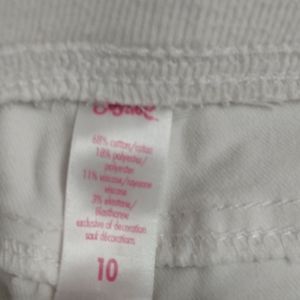 68% cotton/coton
18% polyester/
polyester
11% viscose/rayonne
viscose
3% elastane/
élasthanne
exclusive of decoration
sauf décorations
10